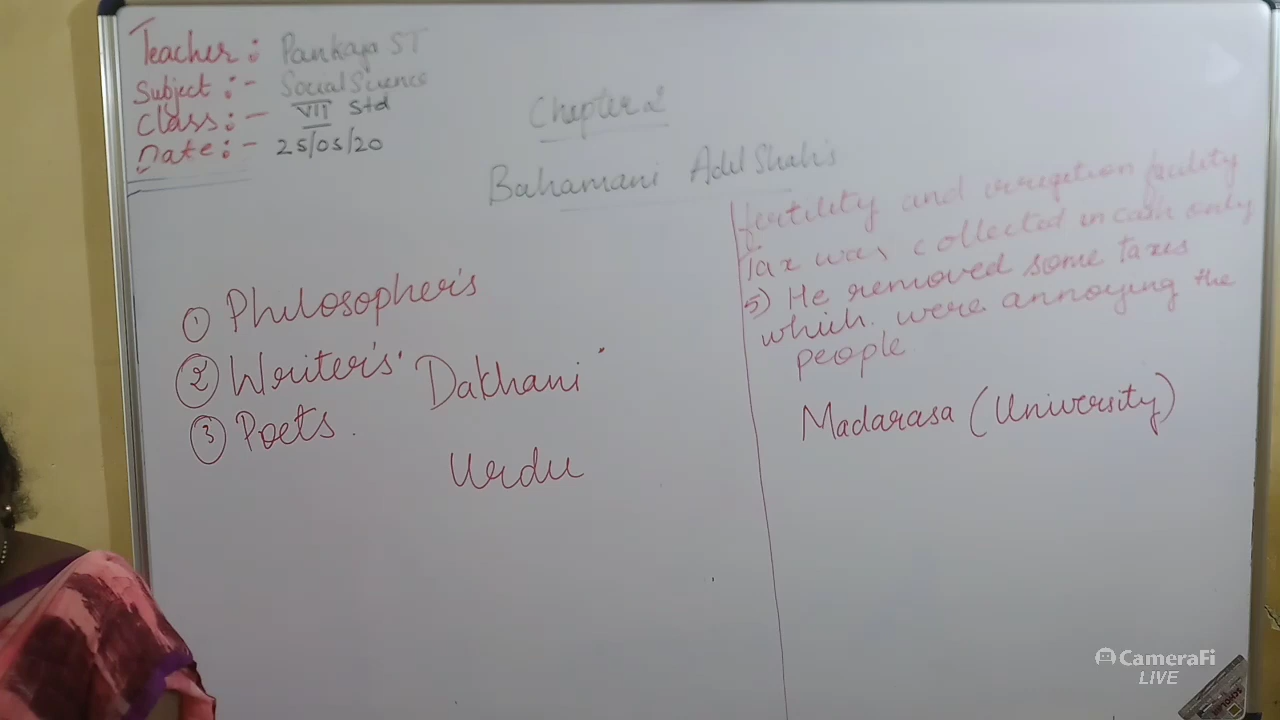 Teacher : Pankaja ST
Subject :- Social Science
Class :- VII Std
Date :- 25/05/20
Chapter 2
Bahamani Adil Shah's
① Philosopher's
② Writer's
③ Poets.
Dakhani
Urdu
fertility and irrigation facility
Tax was collected in cash only
5) He removed some taxes
which were annoying the
people.
Madarasa (University)
CameraFi
LIVE